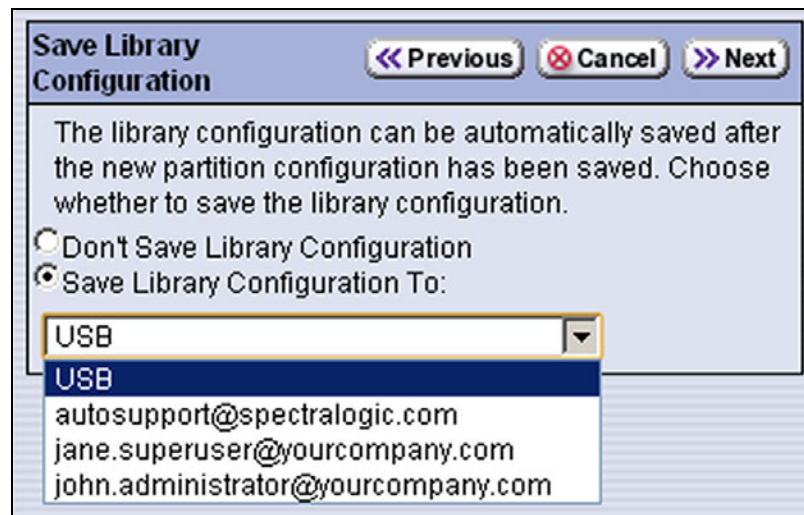 Save Library
Configuration
Previous
Cancel
Next
The library configuration can be automatically saved after
the new partition configuration has been saved. Choose
whether to save the library configuration.
Don't Save Library Configuration
Save Library Configuration To:
USB
USB
autosupport@spectralogic.com
jane.superuser@yourcompany.com
john.administrator@yourcompany.com